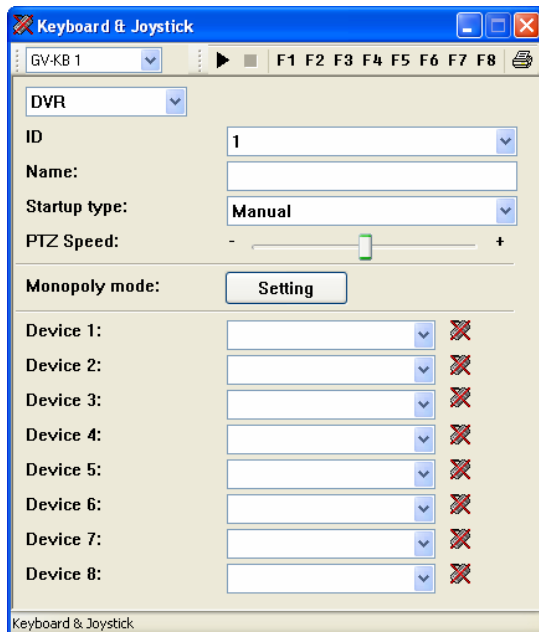 Keyboard & Joystick
GV-KB 1 F1 F2 F3 F4 F5 F6 F7 F8
DVR
ID 1
Name:
Startup type: Manual
PTZ Speed: - +
Monopoly mode: Setting
Device 1:
Device 2:
Device 3:
Device 4:
Device 5:
Device 6:
Device 7:
Device 8:
Keyboard & Joystick